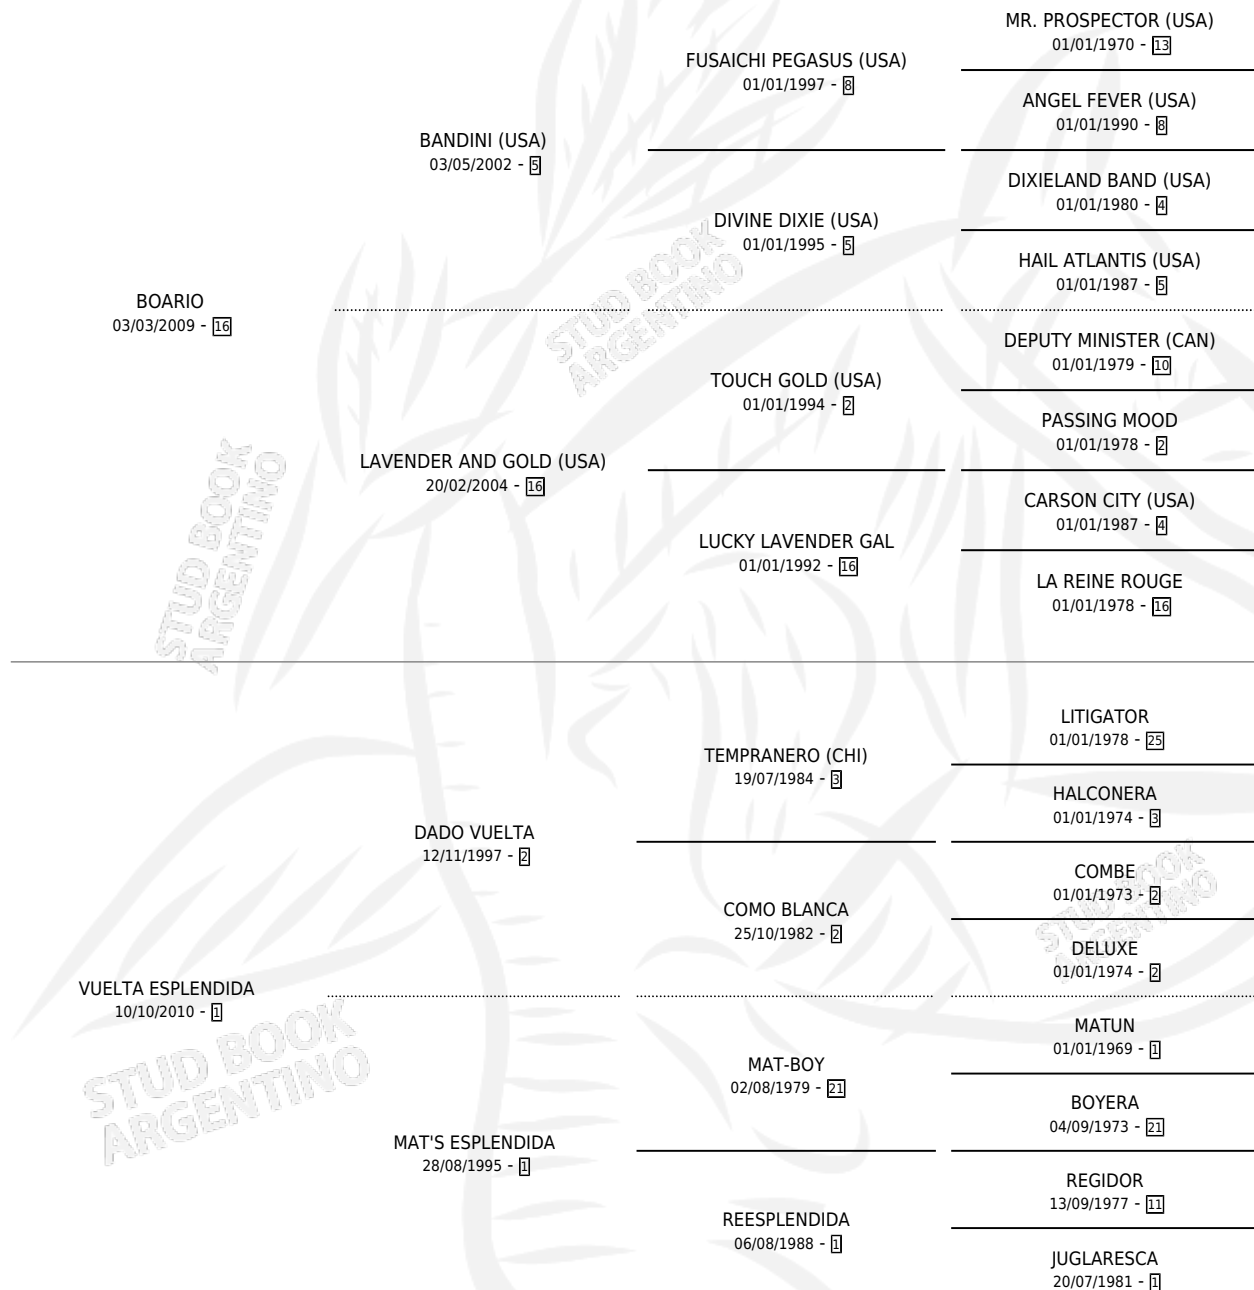 MR. PROSPECTOR (USA)
01/01/1970 - 13
FUSAICHI PEGASUS (USA)
01/01/1997 - 8
ANGEL FEVER (USA)
01/01/1990 - 8
BANDINI (USA)
03/05/2002 - 5
DIXIELAND BAND (USA)
01/01/1980 - 4
DIVINE DIXIE (USA)
01/01/1995 - 5
HAIL ATLANTIS (USA)
01/01/1987 - 5
STUD BOOK
ARGENTINO
BOARIO
03/03/2009 - 16
DEPUTY MINISTER (CAN)
01/01/1979 - 10
TOUCH GOLD (USA)
01/01/1994 - 2
PASSING MOOD
01/01/1978 - 2
LAVENDER AND GOLD (USA)
20/02/2004 - 16
CARSON CITY (USA)
01/01/1987 - 4
LUCKY LAVENDER GAL
01/01/1992 - 16
LA REINE ROUGE
01/01/1978 - 16
STUD BOOK
ARGENTINO
LITIGATOR
01/01/1978 - 25
TEMPRANERO (CHI)
19/07/1984 - 3
HALCONERA
01/01/1974 - 3
DADO VUELTA
12/11/1997 - 2
COMBE
01/01/1973 - 2
COMO BLANCA
25/10/1982 - 2
DELUXE
01/01/1974 - 2
STUD BOOK
ARGENTINO
VUELTA ESPLENDIDA
10/10/2010 - 1
MATUN
01/01/1969 - 1
MAT-BOY
02/08/1979 - 21
BOYERA
04/09/1973 - 21
STUD BOOK
ARGENTINO
MAT'S ESPLENDIDA
28/08/1995 - 1
REGIDOR
13/09/1977 - 11
REESPLENDIDA
06/08/1988 - 1
JUGLARESCA
20/07/1981 - 1